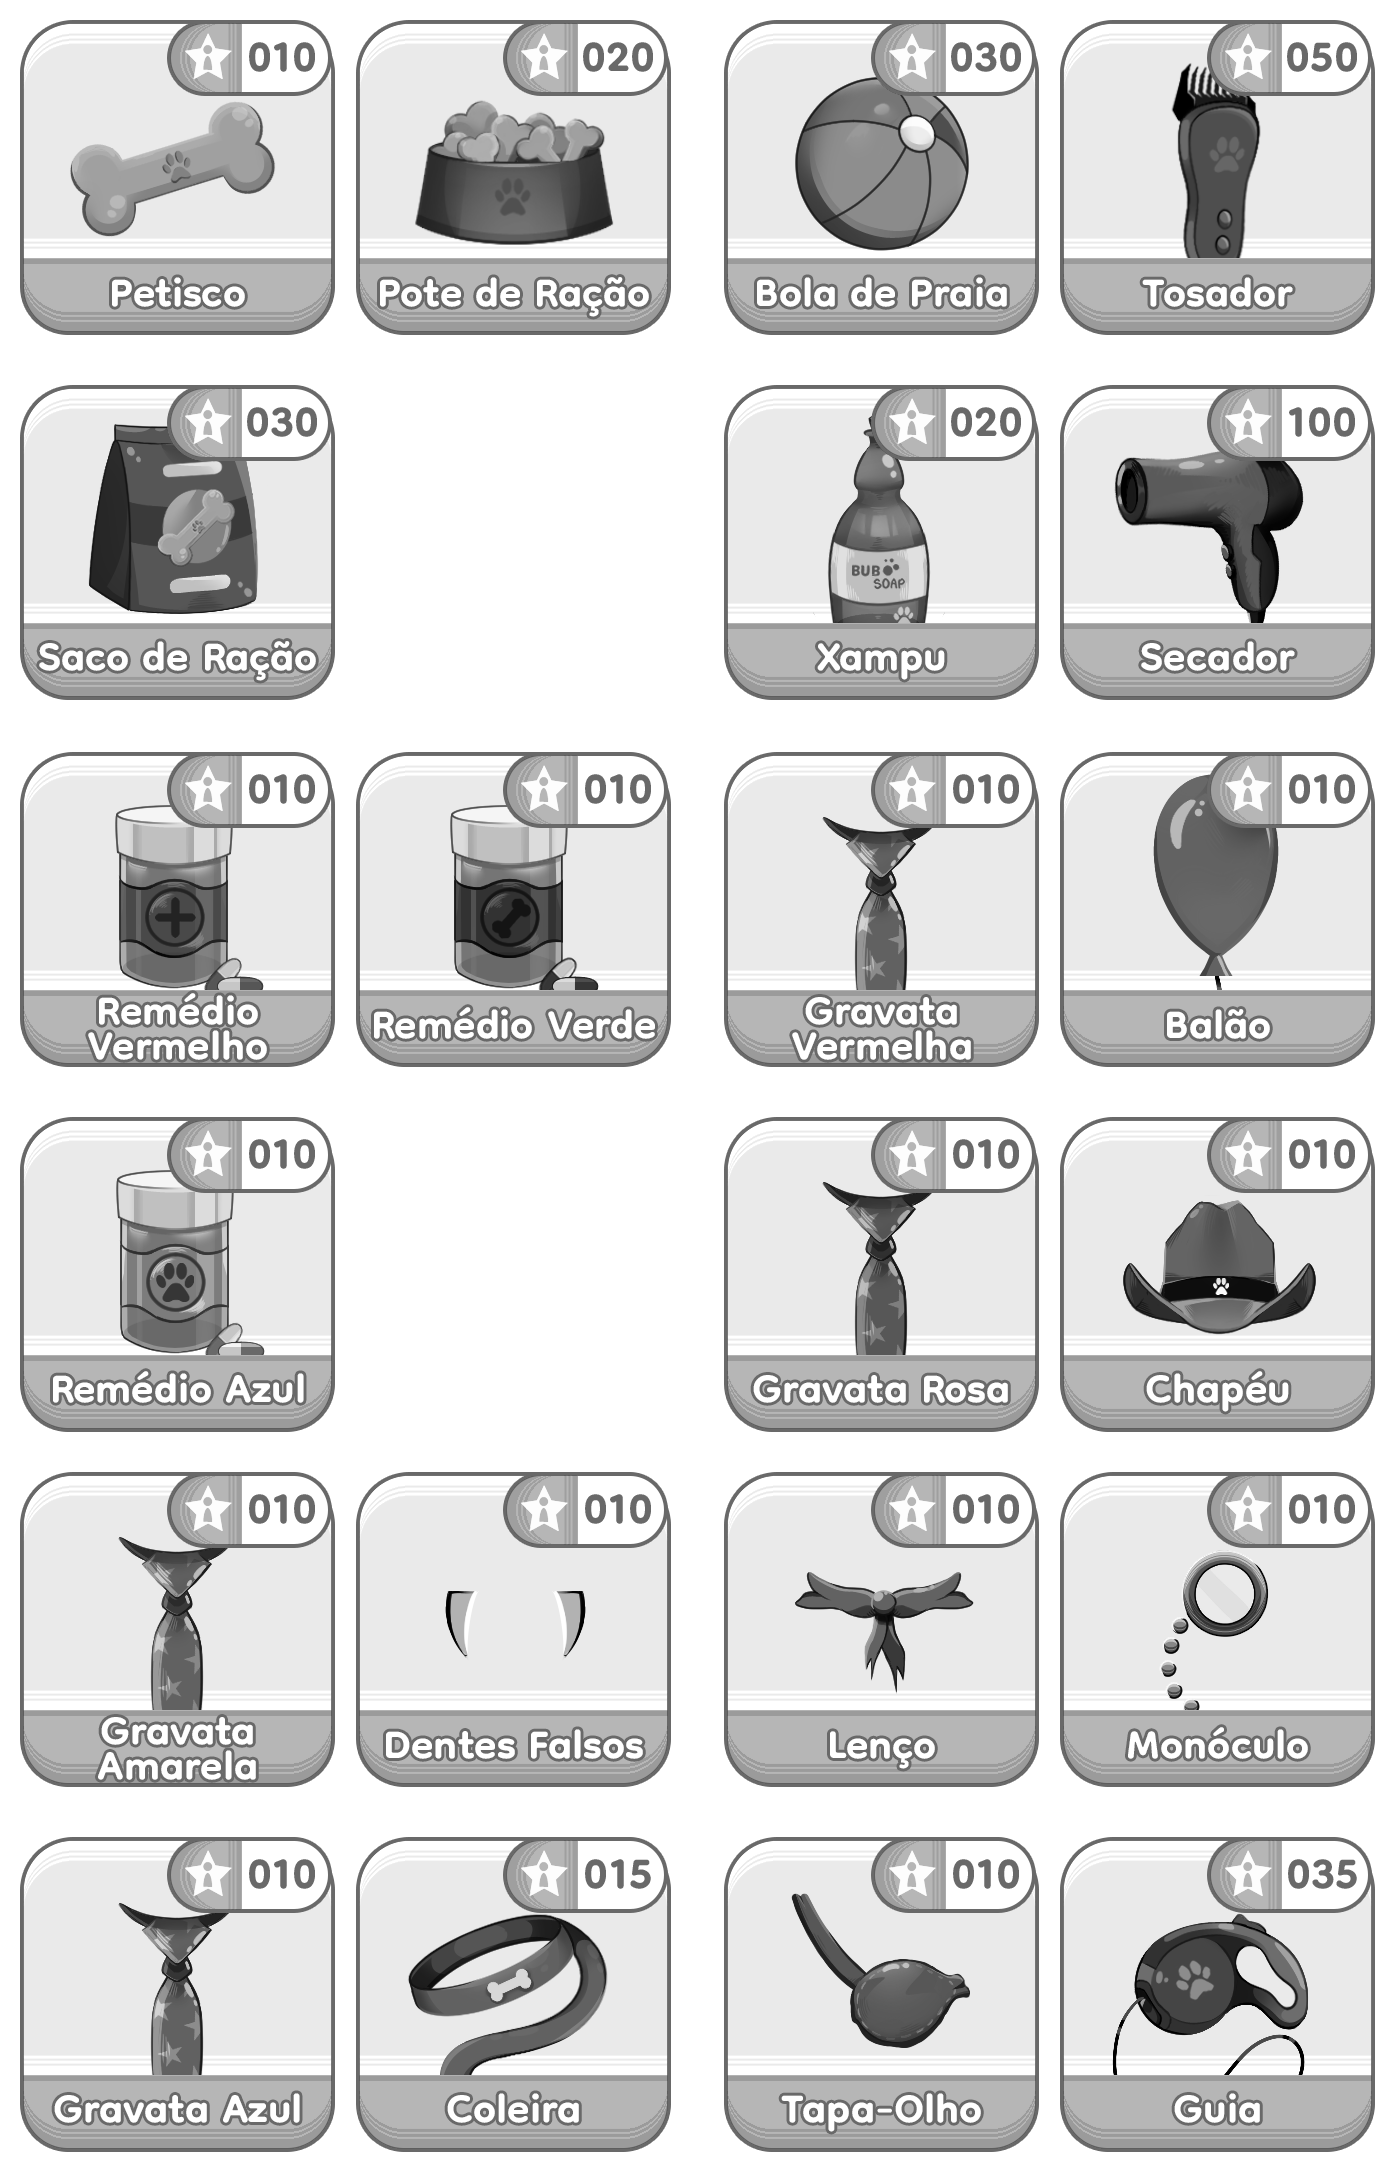 010
Petisco
020
Pote de Ração
030
Bola de Praia
050
Tosador
030
Saco de Ração
020
BUB
SOAP
Xampu
100
Secador
010
Remédio
Vermelho
010
Remédio Verde
010
Gravata
Vermelha
010
Balão
010
Remédio Azul
010
Gravata Rosa
010
Chapéu
010
Gravata
Amarela
010
Dentes Falsos
010
Lenço
010
Monóculo
010
Gravata Azul
015
Coleira
010
Tapa-Olho
035
Guia